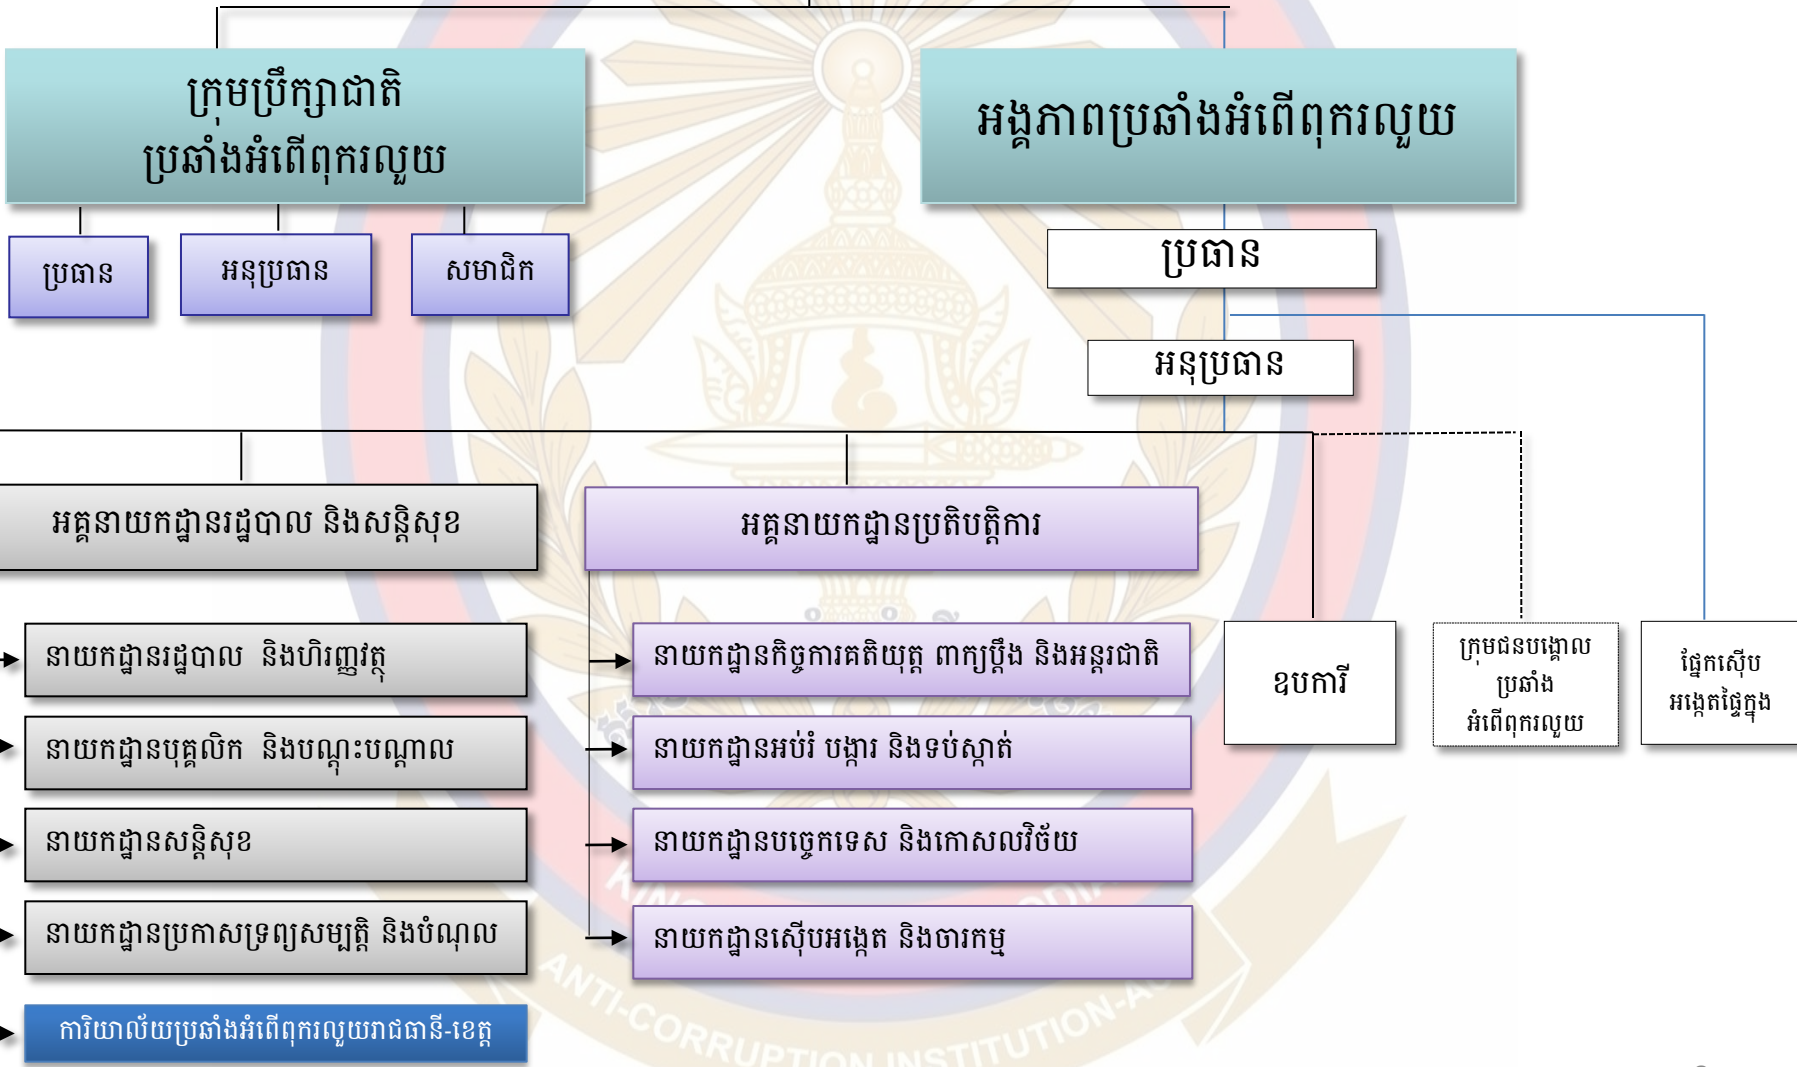 ក្រុមប្រឹក្សាជាតិ
ប្រឆាំងអំពើពុករលួយ
អង្គភាពប្រឆាំងអំពើពុករលួយ
ប្រធាន
អនុប្រធាន
សមាជិក
ប្រធាន
អនុប្រធាន
អគ្គនាយកដ្ឋានរដ្ឋបាល និងសន្តិសុខ
នាយកដ្ឋានរដ្ឋបាល និងហិរញ្ញវត្ថុ
នាយកដ្ឋានបុគ្គលិក និងបណ្តុះបណ្តាល
នាយកដ្ឋានសន្តិសុខ
នាយកដ្ឋានប្រកាសទ្រព្យសម្បត្តិ និងបំណុល
ការិយាល័យប្រឆាំងអំពើពុករលួយរាជធានី-ខេត្ត
អគ្គនាយកដ្ឋានប្រតិបត្តិការ
នាយកដ្ឋានកិច្ចការគតិយុត្ត ពាក្យប្តឹង និងអន្តរជាតិ
នាយកដ្ឋានអប់រំ បង្ការ និងទប់ស្កាត់
នាយកដ្ឋានបច្ចេកទេស និងកោសលវិច័យ
នាយកដ្ឋានស៊ើបអង្កេត និងចារកម្ម
ឧបការី
ក្រុមជនបង្គោល
ប្រឆាំង
អំពើពុករលួយ
ផ្នែកស៊ើប
អង្កេតផ្ទៃក្នុង
ANTI-CORRUPTION INSTITUTION